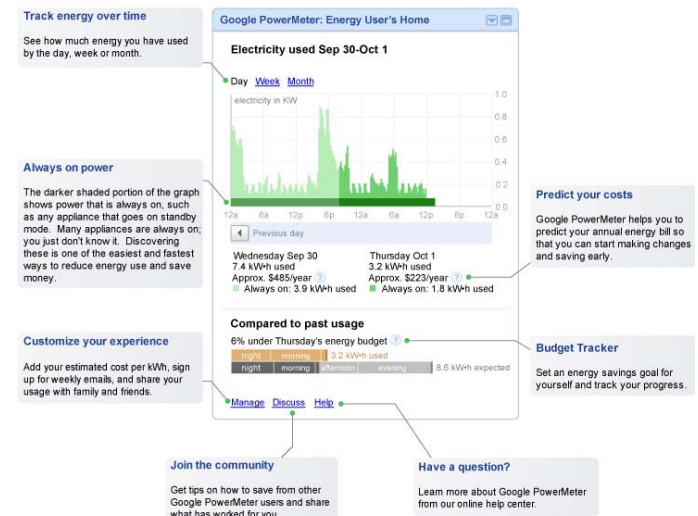 Track energy over time
See how much energy you have used
by the day, week or month.
Always on power
The darker shaded portion of the graph
shows power that is always on, such
as any appliance that goes on standby
mode. Many appliances are always on;
you just don't know it. Discovering
these is one of the easiest and fastest
ways to reduce energy use and save
money.
Customize your experience
Add your estimated cost per kWh, sign
up for weekly emails, and share your
usage with family and friends.
Google PowerMeter: Energy User's Home
Electricity used Sep 30-Oct 1
Day Week Month
electricity in KW
1.0
0.8
0.6
0.4
0.2
0.0
12a 6a 12p 6p 12a 6a 12p 6p 12a
Previous day
Wednesday Sep 30
7.4 kW•h used
Approx. $485/year ?
Always on: 3.9 kW•h used
Thursday Oct 1
3.2 kW•h used
Approx. $223/year ?
Always on: 1.8 kW•h used
Compared to past usage
6% under Thursday's energy budget ?
night morning 3.2 kW•h used
night morning afternoon evening 8.6 kW•h expected
Manage Discuss Help
Predict your costs
Google PowerMeter helps you to
predict your annual energy bill so
that you can start making changes
and saving early.
Budget Tracker
Set an energy savings goal for
yourself and track your progress.
Join the community
Get tips on how to save from other
Google PowerMeter users and share
what has worked for you
Have a question?
Learn more about Google PowerMeter
from our online help center.